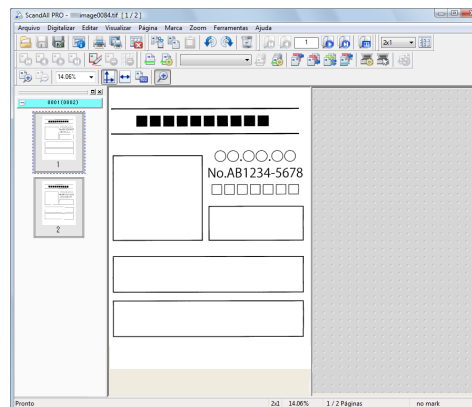 ScandAll PRO - image0084.tif [ 1 / 2 ]
Arquivo Digitalizar Editar Visualizar Página Marca Zoom Ferramentas Ajuda
1
2x1
14.06%
0001(0002)
1
2
○○.○○.○○
No.AB1234-5678
□□□□□□□
Pronto
2x1 14.06% 1 / 2 Páginas no mark